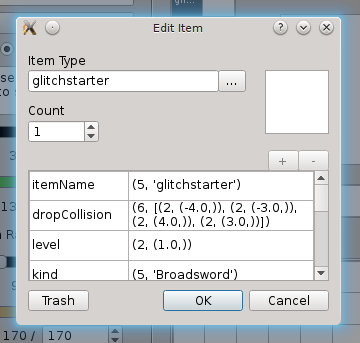 Edit Item
Item Type
glitchstarter
...
Count
1
+ -
itemName (5, 'glitchstarter')
dropCollision (6, [(2, (-4.0,)), (2, (-3.0,)),
(2, (4.0,)), (2, (3.0,))])
level (2, (1.0,))
kind (5, 'Broadsword')
Trash OK Cancel
170 / 170